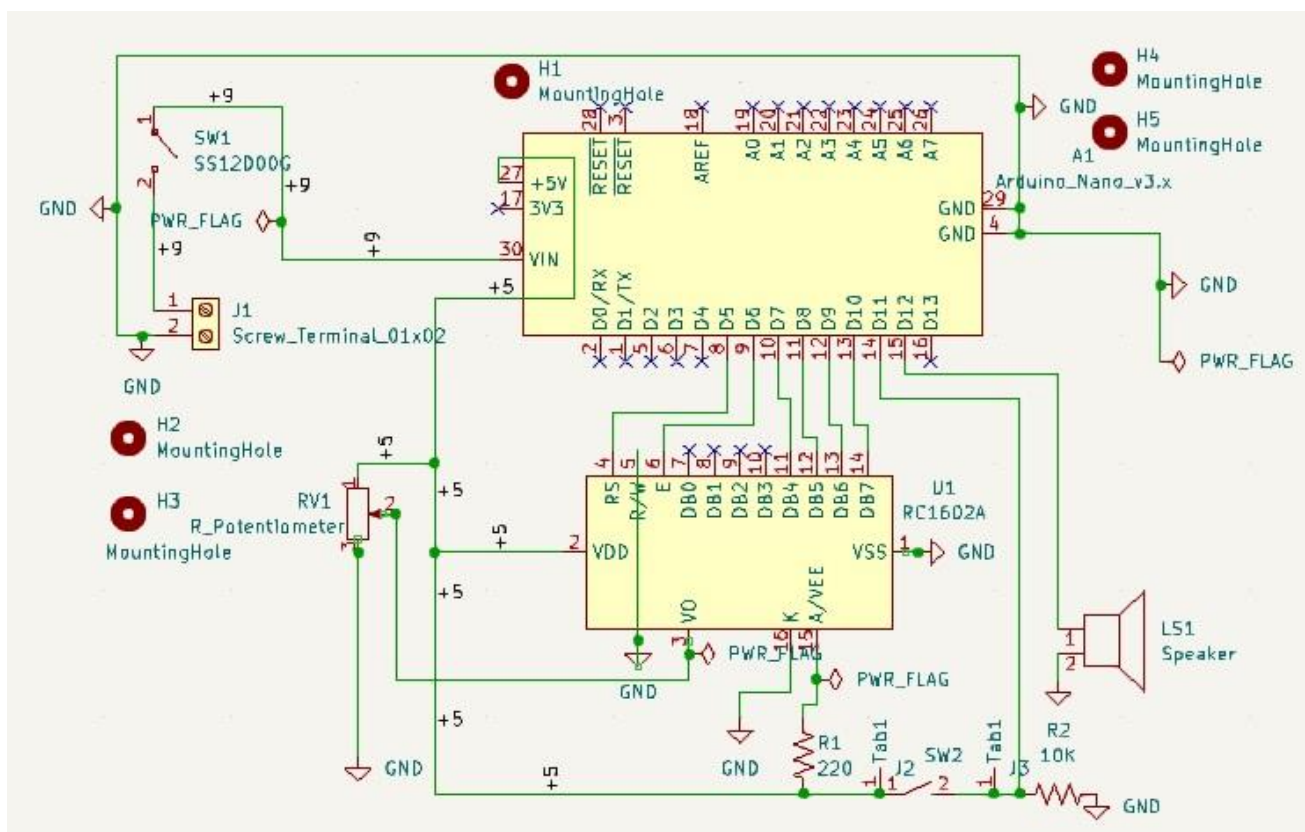 H1
MountingHole
H4
MountingHole
GND
H5
MountingHole
+9
1
SW1
SS12D00G
2
+9
+9
GND
PWR_FLAG
+9
28
3
18
19
20
21
22
23
24
25
26
RESET
RESET
AREF
A0
A1
A2
A3
A4
A5
A6
A7
A1
Arduino_Nano_v3.x
27
+5V
17
3V3
30
VIN
+5
GND
29
GND
4
GND
PWR_FLAG
1
2
J1
Screw_Terminal_01x02
GND
D0/RX
D1/TX
D2
D3
D4
D5
D6
D7
D8
D9
D10
D11
D12
D13
2
1
5
6
7
8
9
10
11
12
13
14
15
16
H2
MountingHole
H3
MountingHole
+5
1
RV1
R_Potentiometer
2
3
+5
+5
+5
+5
+5
4
5
6
7
8
9
10
11
12
13
14
RS
R/W
E
DB0
DB1
DB2
DB3
DB4
DB5
DB6
DB7
U1
RC1602A
2
VDD
VSS
1
GND
VO
K
A/VEE
3
16
15
PWR_FLAG
GND
PWR_FLAG
1
2
LS1
Speaker
GND
GND
R1
220
Tab1
1
J2
SW2
1
2
Tab1
1
J3
R2
10K
GND